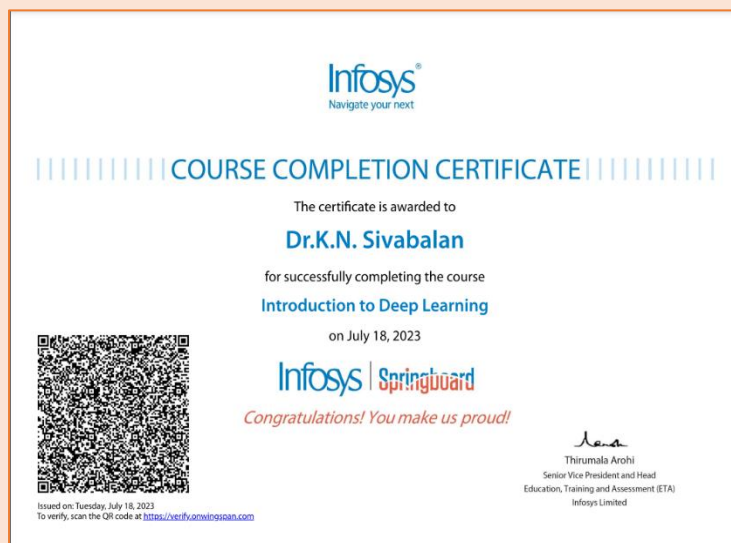 Infosys®
Navigate your next
COURSE COMPLETION CERTIFICATE
The certificate is awarded to
Dr.K.N. Sivabalan
for successfully completing the course
Introduction to Deep Learning
on July 18, 2023
Infosys | Springboard
Congratulations! You make us proud!
Thirumala Arohi
Senior Vice President and Head
Education, Training and Assessment (ETA)
Infosys Limited
Issued on: Tuesday, July 18, 2023
To verify, scan the QR code at https://verify.onwingspan.com